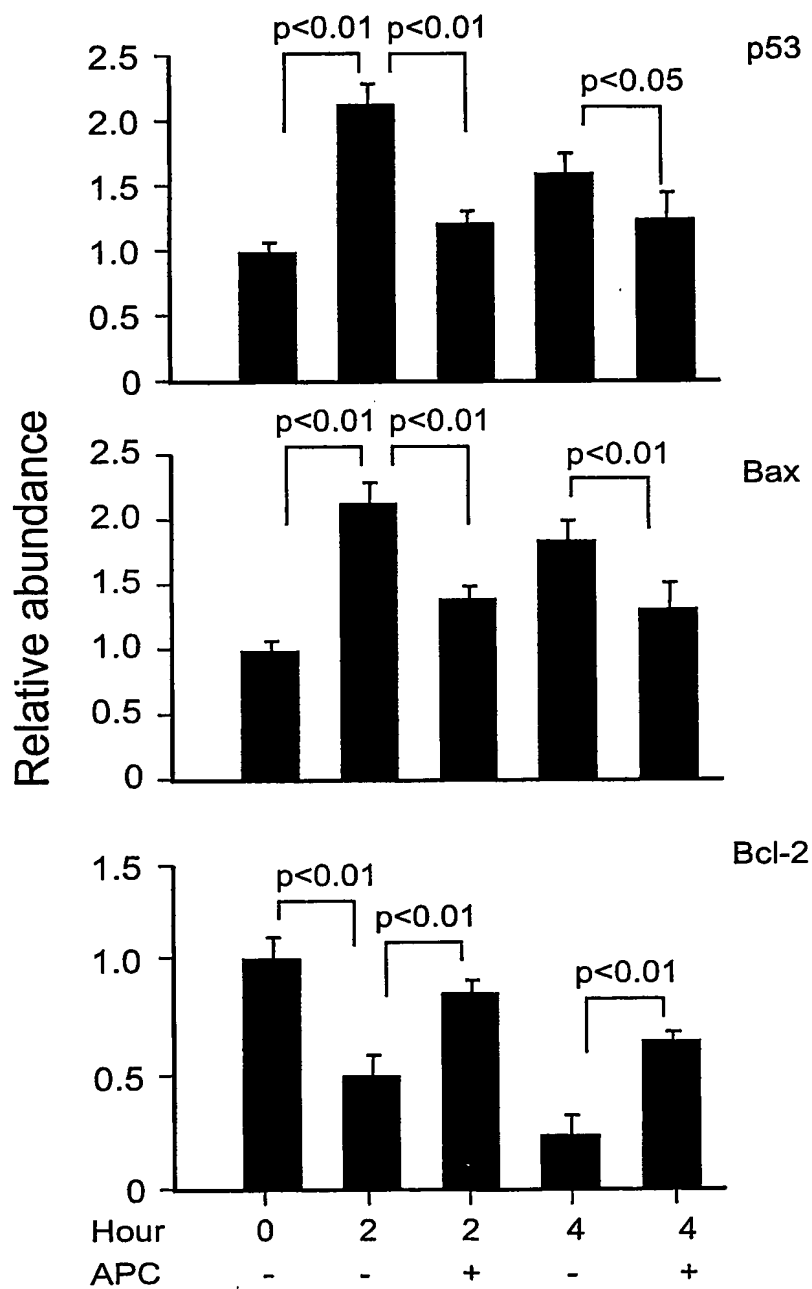 p<0.01 p<0.01 p53
2.5
p<0.05
2.0
1.5
1.0
0.5
0
p<0.01 p<0.01
2.5
p<0.01 Bax
2.0
1.5
1.0
0.5
0
Relative abundance
Bcl-2
1.5
p<0.01
p<0.01
1.0
p<0.01
0.5
0
Hour 0 2 2 4 4
APC - - + - +